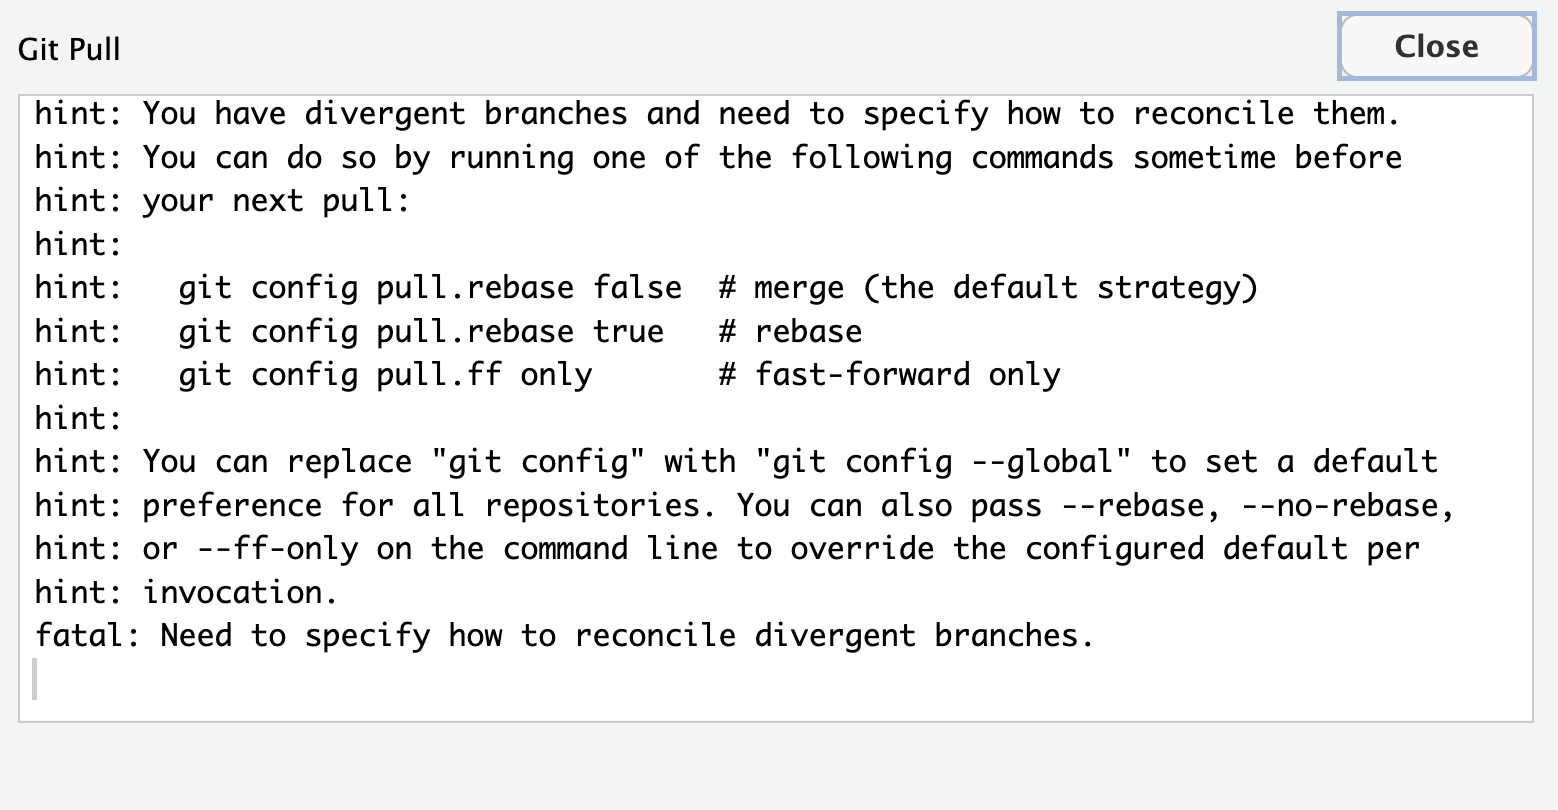 Git Pull
Close
hint: You have divergent branches and need to specify how to reconcile them.
hint: You can do so by running one of the following commands sometime before
hint: your next pull:
hint:
hint:   git config pull.rebase false  # merge (the default strategy)
hint:   git config pull.rebase true   # rebase
hint:   git config pull.ff only       # fast-forward only
hint:
hint: You can replace "git config" with "git config --global" to set a default
hint: preference for all repositories. You can also pass --rebase, --no-rebase,
hint: or --ff-only on the command line to override the configured default per
hint: invocation.
fatal: Need to specify how to reconcile divergent branches.